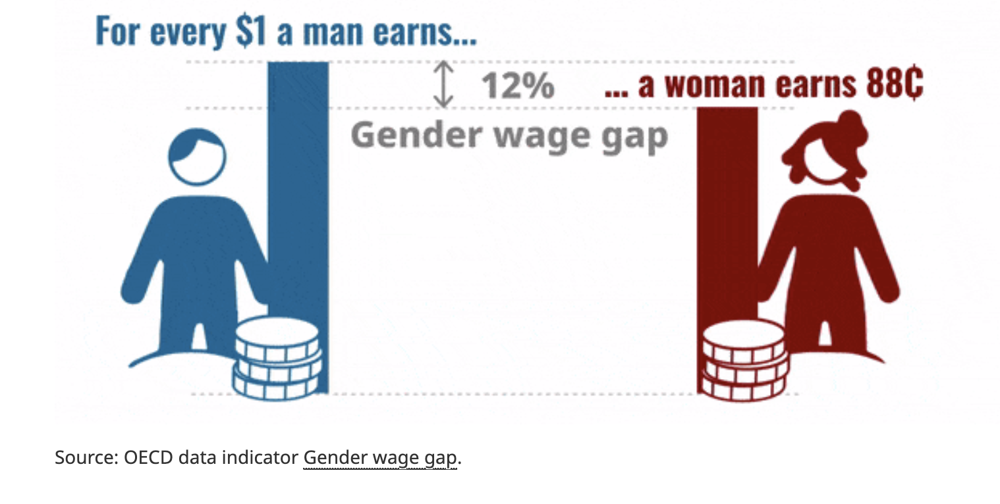 For every $1 a man earns...
12%
... a woman earns 88₵
Gender wage gap
Source: OECD data indicator Gender wage gap.